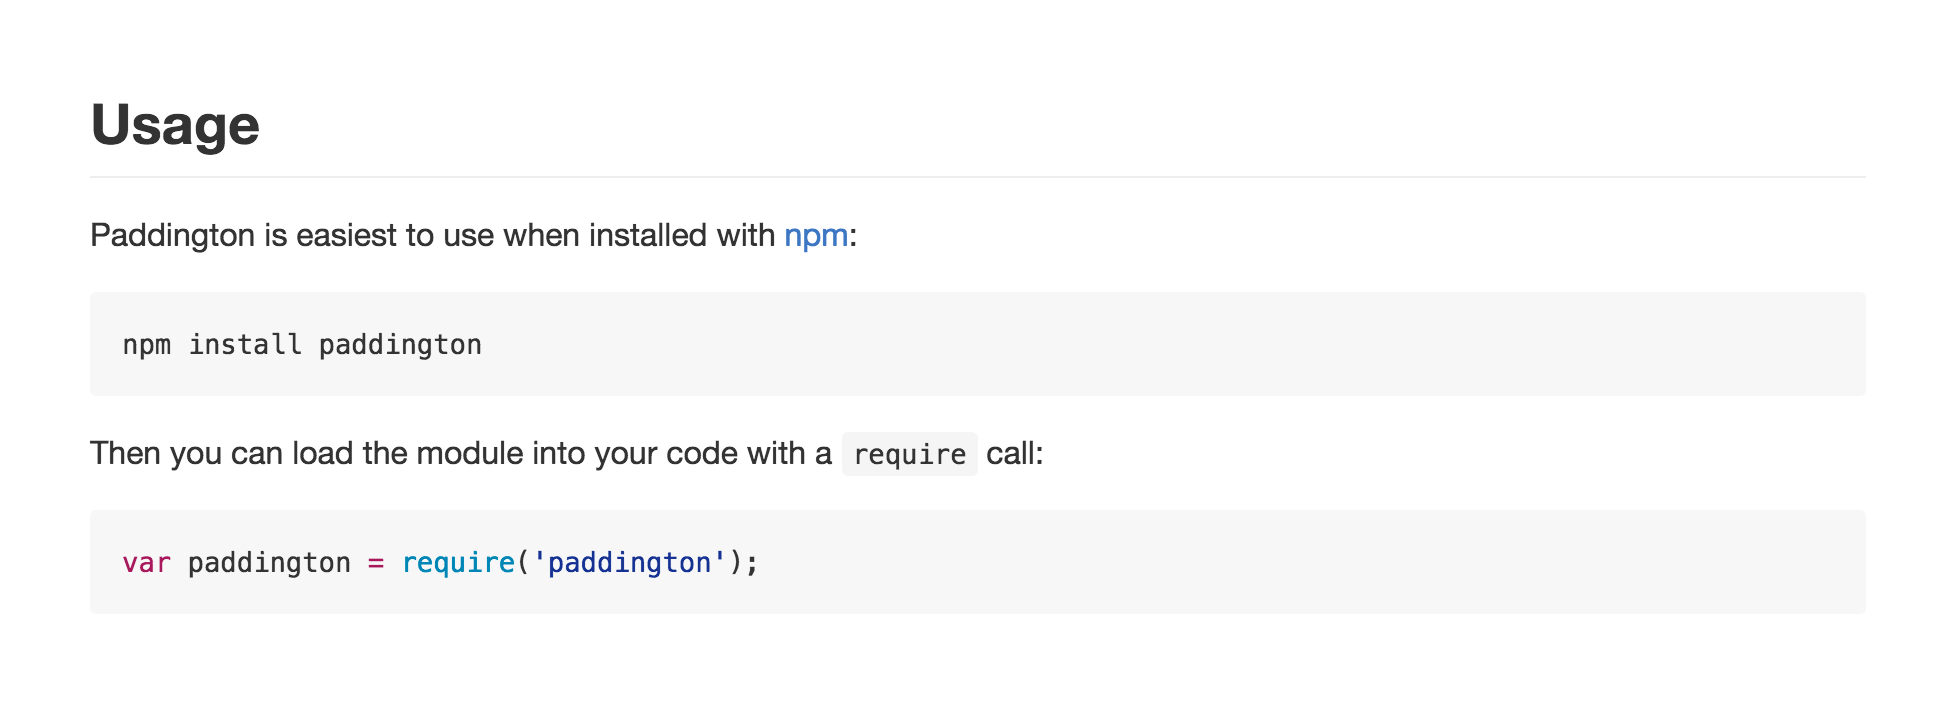 Usage
Paddington is easiest to use when installed with npm:
npm install paddington
Then you can load the module into your code with a require call:
var paddington = require('paddington');